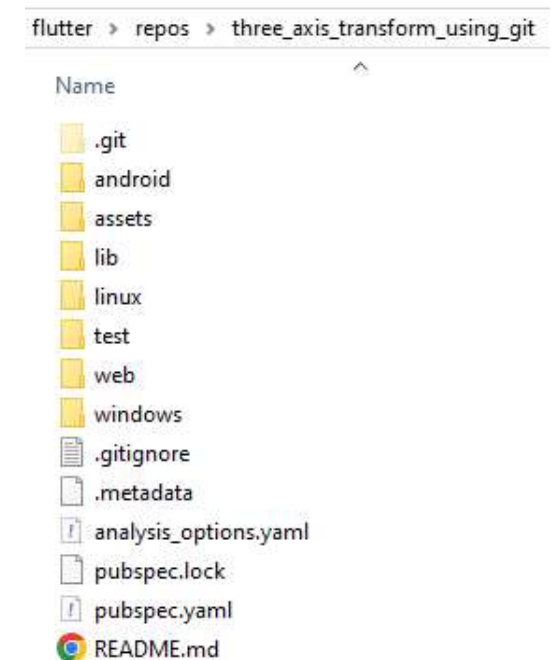 flutter > repos > three_axis_transform_using_git
Name
.git
android
assets
lib
linux
test
web
windows
.gitignore
.metadata
analysis_options.yaml
pubspec.lock
pubspec.yaml
README.md